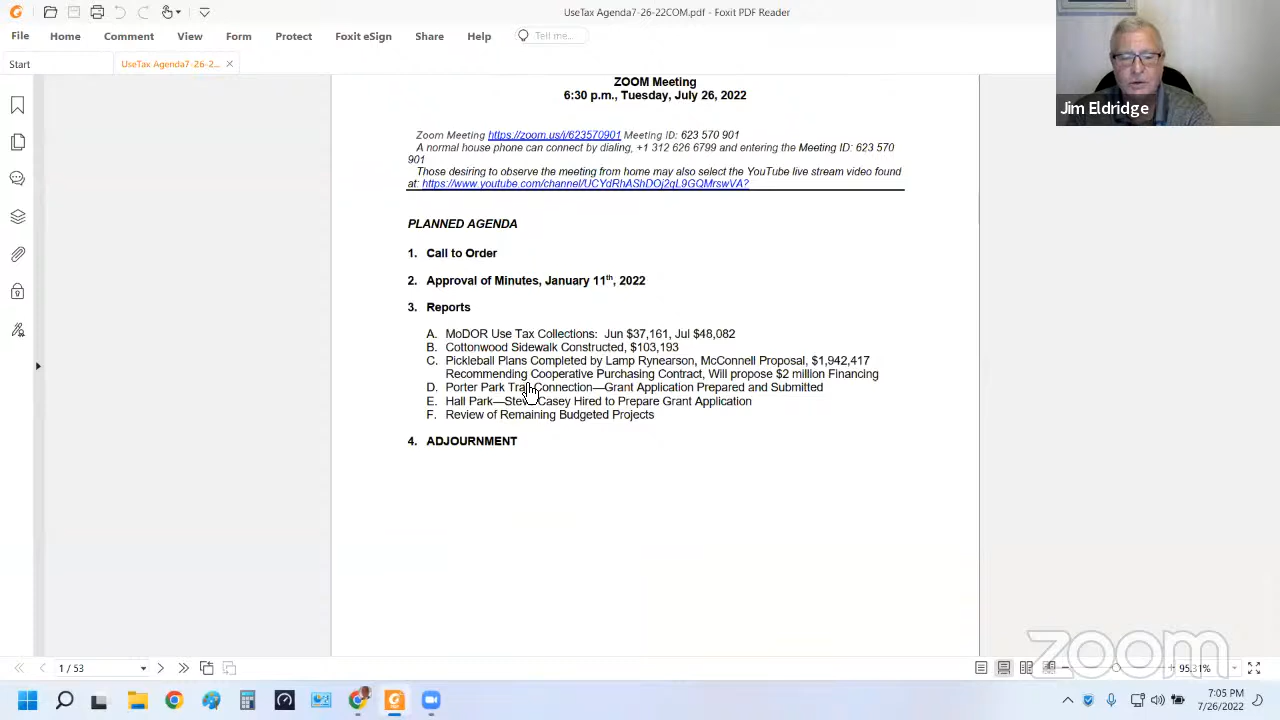 UseTax Agenda7-26-22COM.pdf - Foxit PDF Reader
File Home Comment View Form Protect Foxit eSign Share Help Tell me...
Start UseTax Agenda7-26-2...
Jim Eldridge
ZOOM Meeting
6:30 p.m., Tuesday, July 26, 2022
Zoom Meeting https://zoom.us/j/623570901 Meeting ID: 623 570 901
A normal house phone can connect by dialing, +1 312 626 6799 and entering the Meeting ID: 623 570
901
Those desiring to observe the meeting from home may also select the YouTube live stream video found
at: https://www.youtube.com/channel/UCYdRhAShDOj2gL9GQMrswVA?
PLANNED AGENDA
1. Call to Order
2. Approval of Minutes, January 11th, 2022
3. Reports
A. MoDOR Use Tax Collections: Jun $37,161, Jul $48,082
B. Cottonwood Sidewalk Constructed, $103,193
C. Pickleball Plans Completed by Lamp Rynearson, McConnell Proposal, $1,942,417
Recommending Cooperative Purchasing Contract, Will propose $2 million Financing
D. Porter Park Trail Connection—Grant Application Prepared and Submitted
E. Hall Park—Steve Casey Hired to Prepare Grant Application
F. Review of Remaining Budgeted Projects
4. ADJOURNMENT
zoom
1 / 53 95.31%
7:05 PM
7/26/2022